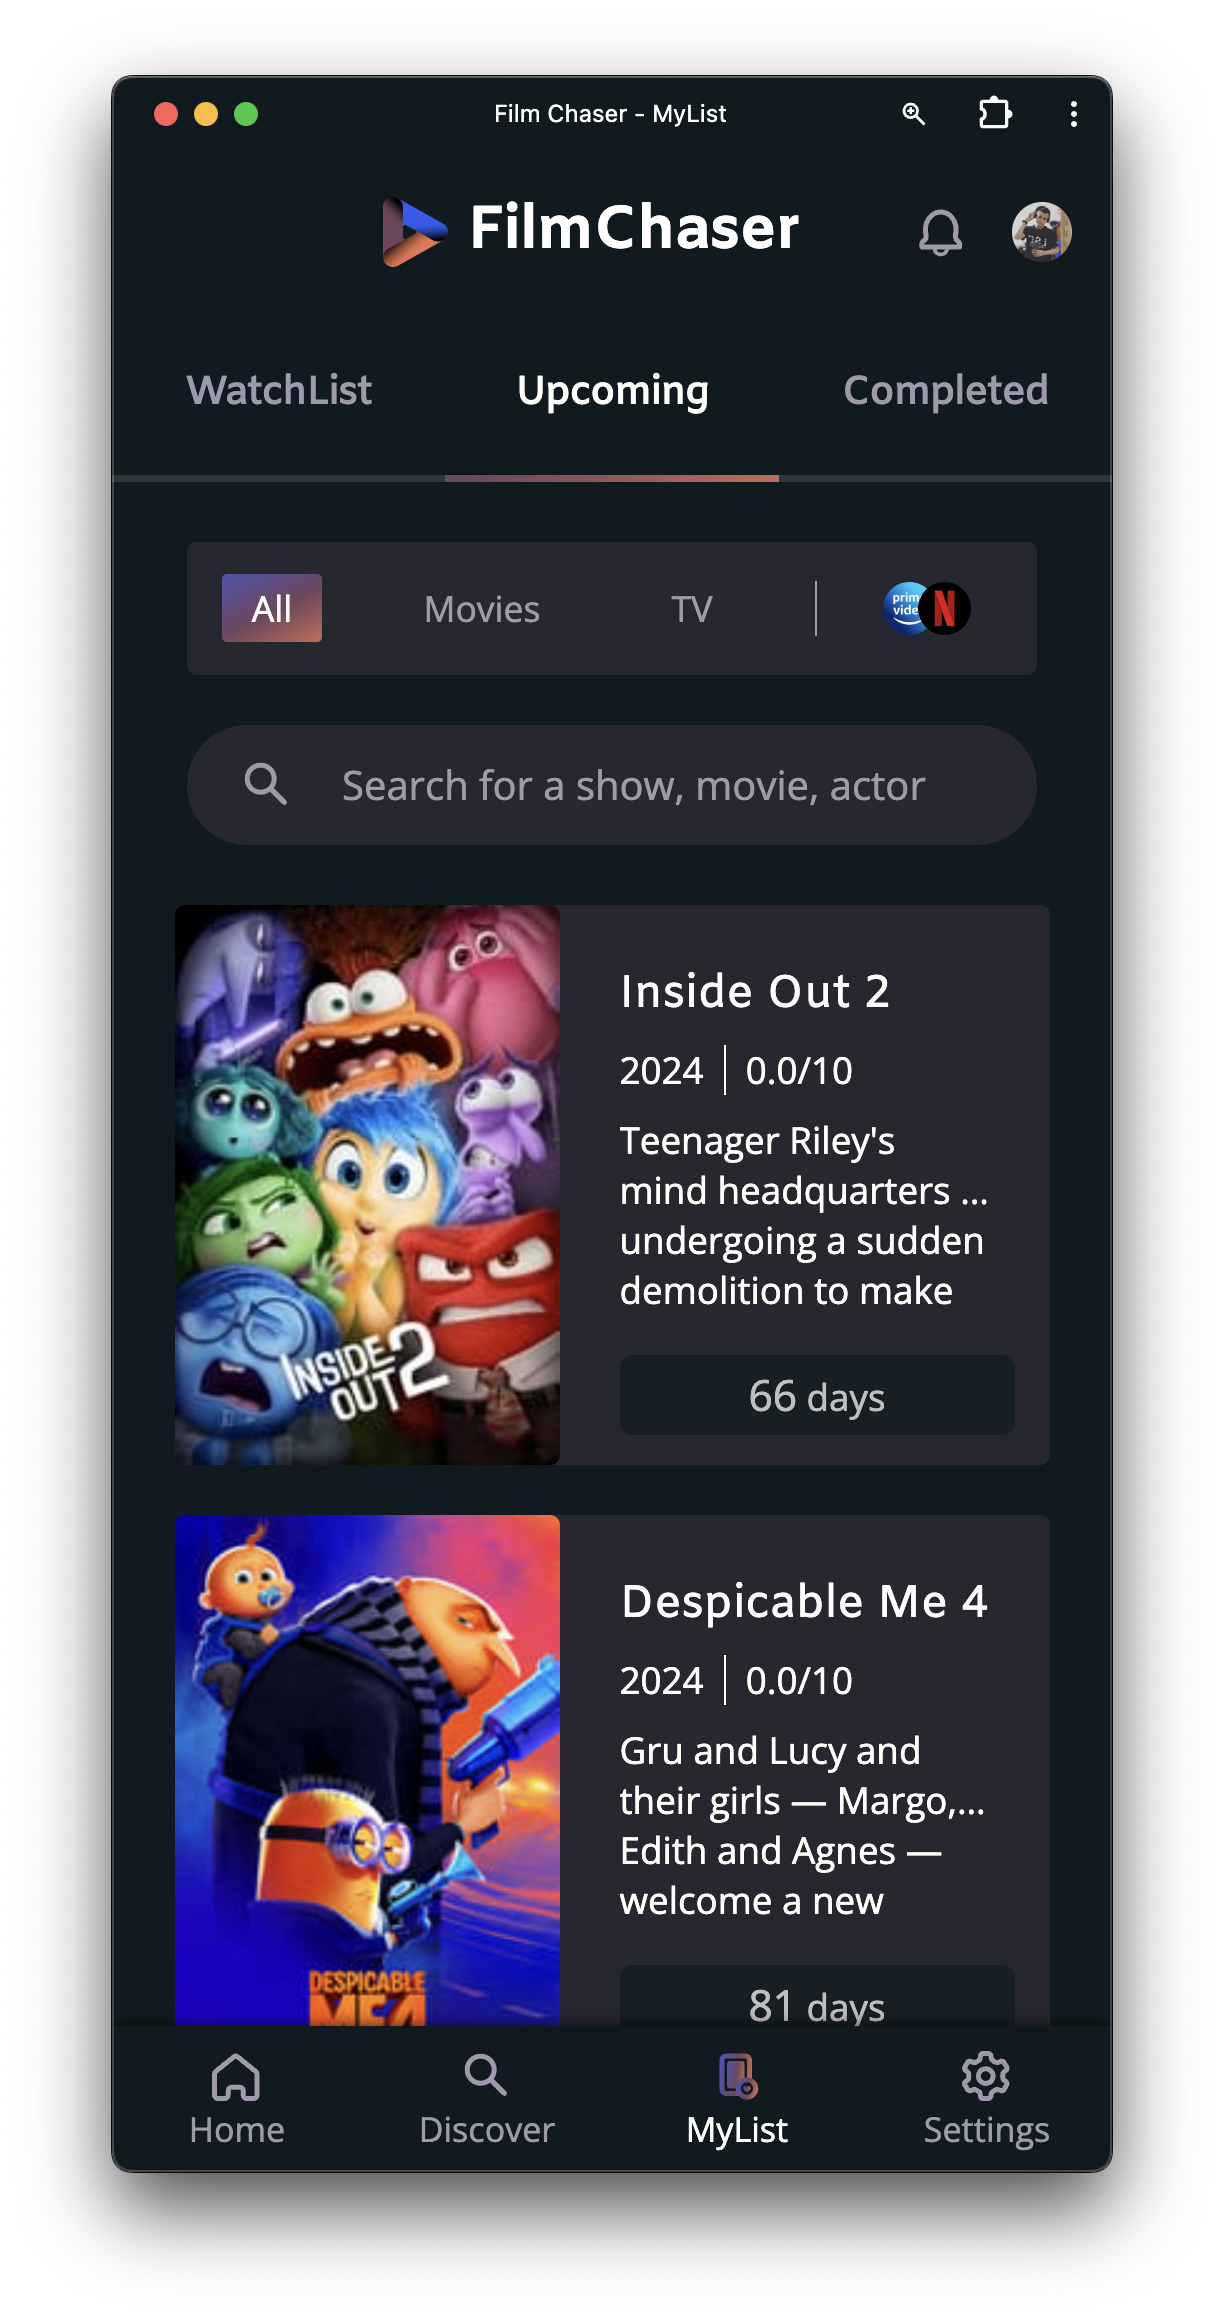 Film Chaser - MyList
FilmChaser
WatchList
Upcoming
Completed
All
Movies
TV
prim
vide
N
Search for a show, movie, actor
Inside Out 2
2024 | 0.0/10
Teenager Riley's
mind headquarters ...
undergoing a sudden
demolition to make
66 days
INSIDE
OUT 2
Despicable Me 4
2024 | 0.0/10
Gru and Lucy and
their girls — Margo,...
Edith and Agnes —
welcome a new
81 days
DESPICABLE
ME 4
Home
Discover
MyList
Settings